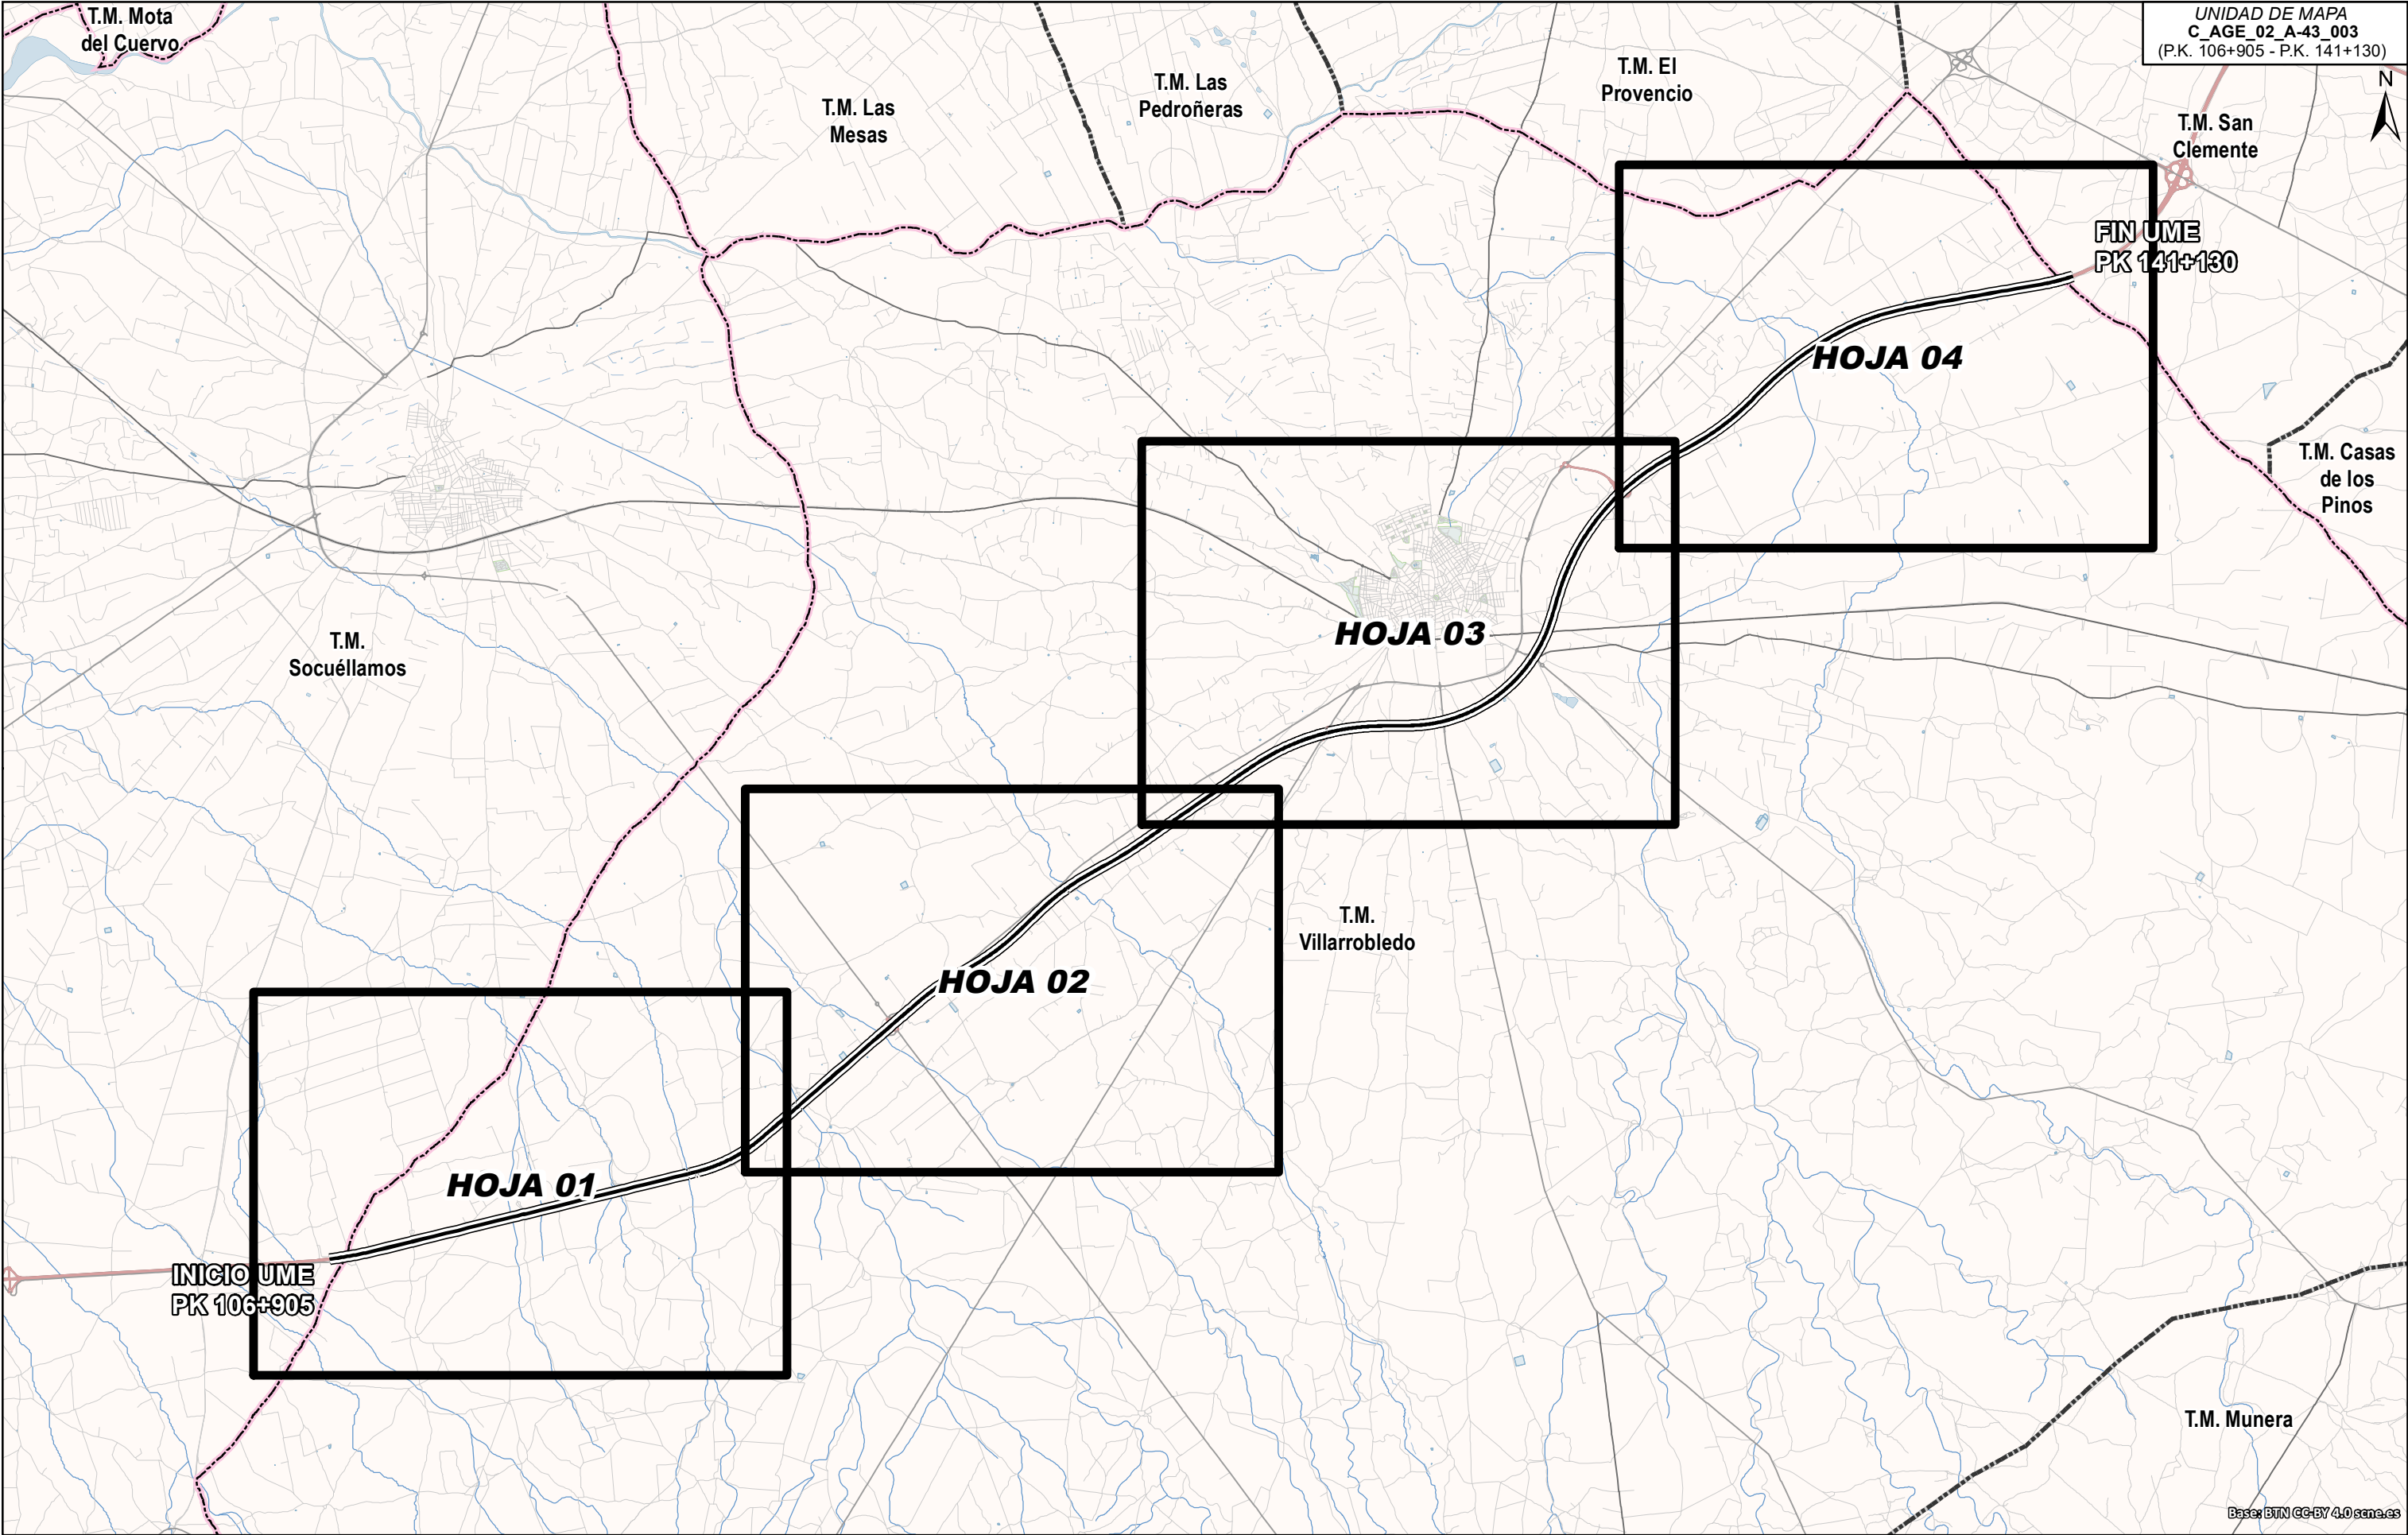 T.M. Mota
del Cuervo
UNIDAD DE MAPA
C_AGE_02_A-43_003
(P.K. 106+905 - P.K. 141+130)
N
T.M. Las
Mesas
T.M. Las
Pedroñeras
T.M. El
Provencio
T.M. San
Clemente
FIN UME
PK 141+130
HOJA 04
T.M. Casas
de los
Pinos
HOJA 03
T.M.
Socuéllamos
T.M.
Villarrobledo
HOJA 02
HOJA 01
INICIO UME
PK 106+905
T.M. Munera
Base: BTN CC-BY 4.0 scne.es